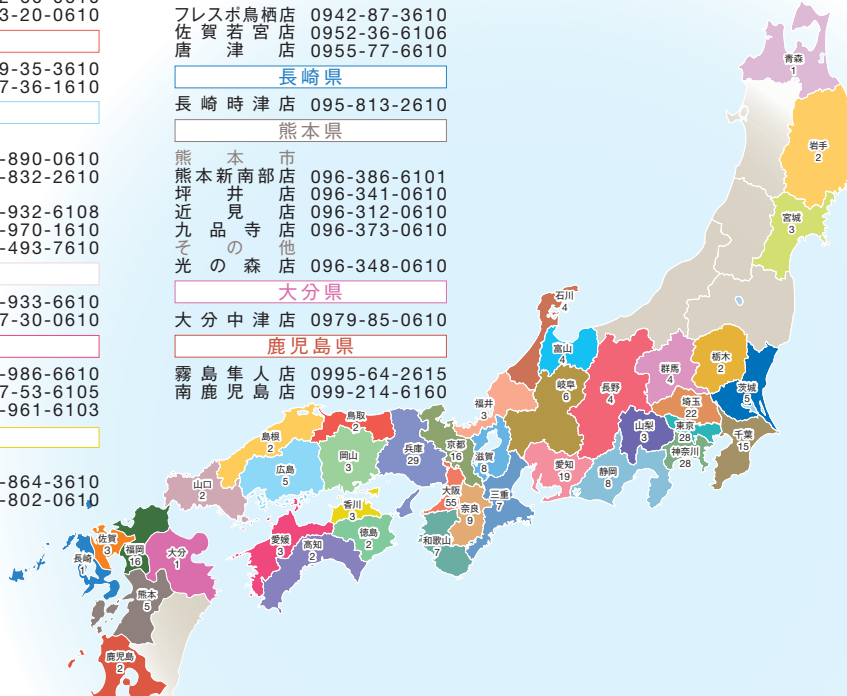 3-20-0610
9-35-3610
7-36-1610
-890-0610
-832-2610
-932-6108
-970-1610
-493-7610
-933-6610
7-30-0610
-986-6610
7-53-6105
-961-6103
-864-3610
-802-0610
フレスポ鳥栖店 0942-87-3610
佐賀若宮店 0952-36-6106
唐津店 0955-77-6610
長崎県
長崎時津店 095-813-2610
熊本県
熊本市
熊本新南部店 096-386-6101
坪井店 096-341-0610
近見店 096-312-0610
九品寺店 096-373-0610
その他
光の森店 096-348-0610
大分県
大分中津店 0979-85-0610
鹿児島県
霧島隼人店 0995-64-2615
南鹿児島店 099-214-6160
青森
1
岩手
2
宮城
3
石川
4
富山
4
岐阜
6
長野
4
群馬
4
栃木
2
茨城
5
埼玉
22
東京
28
千葉
15
神奈川
28
山梨
3
静岡
8
愛知
19
福井
3
滋賀
8
京都
16
三重
7
大阪
55
奈良
9
和歌山
7
兵庫
29
鳥取
2
島根
2
岡山
3
広島
5
山口
2
香川
3
徳島
2
愛媛
3
高知
2
福岡
16
佐賀
3
長崎
1
大分
1
熊本
5
鹿児島
2